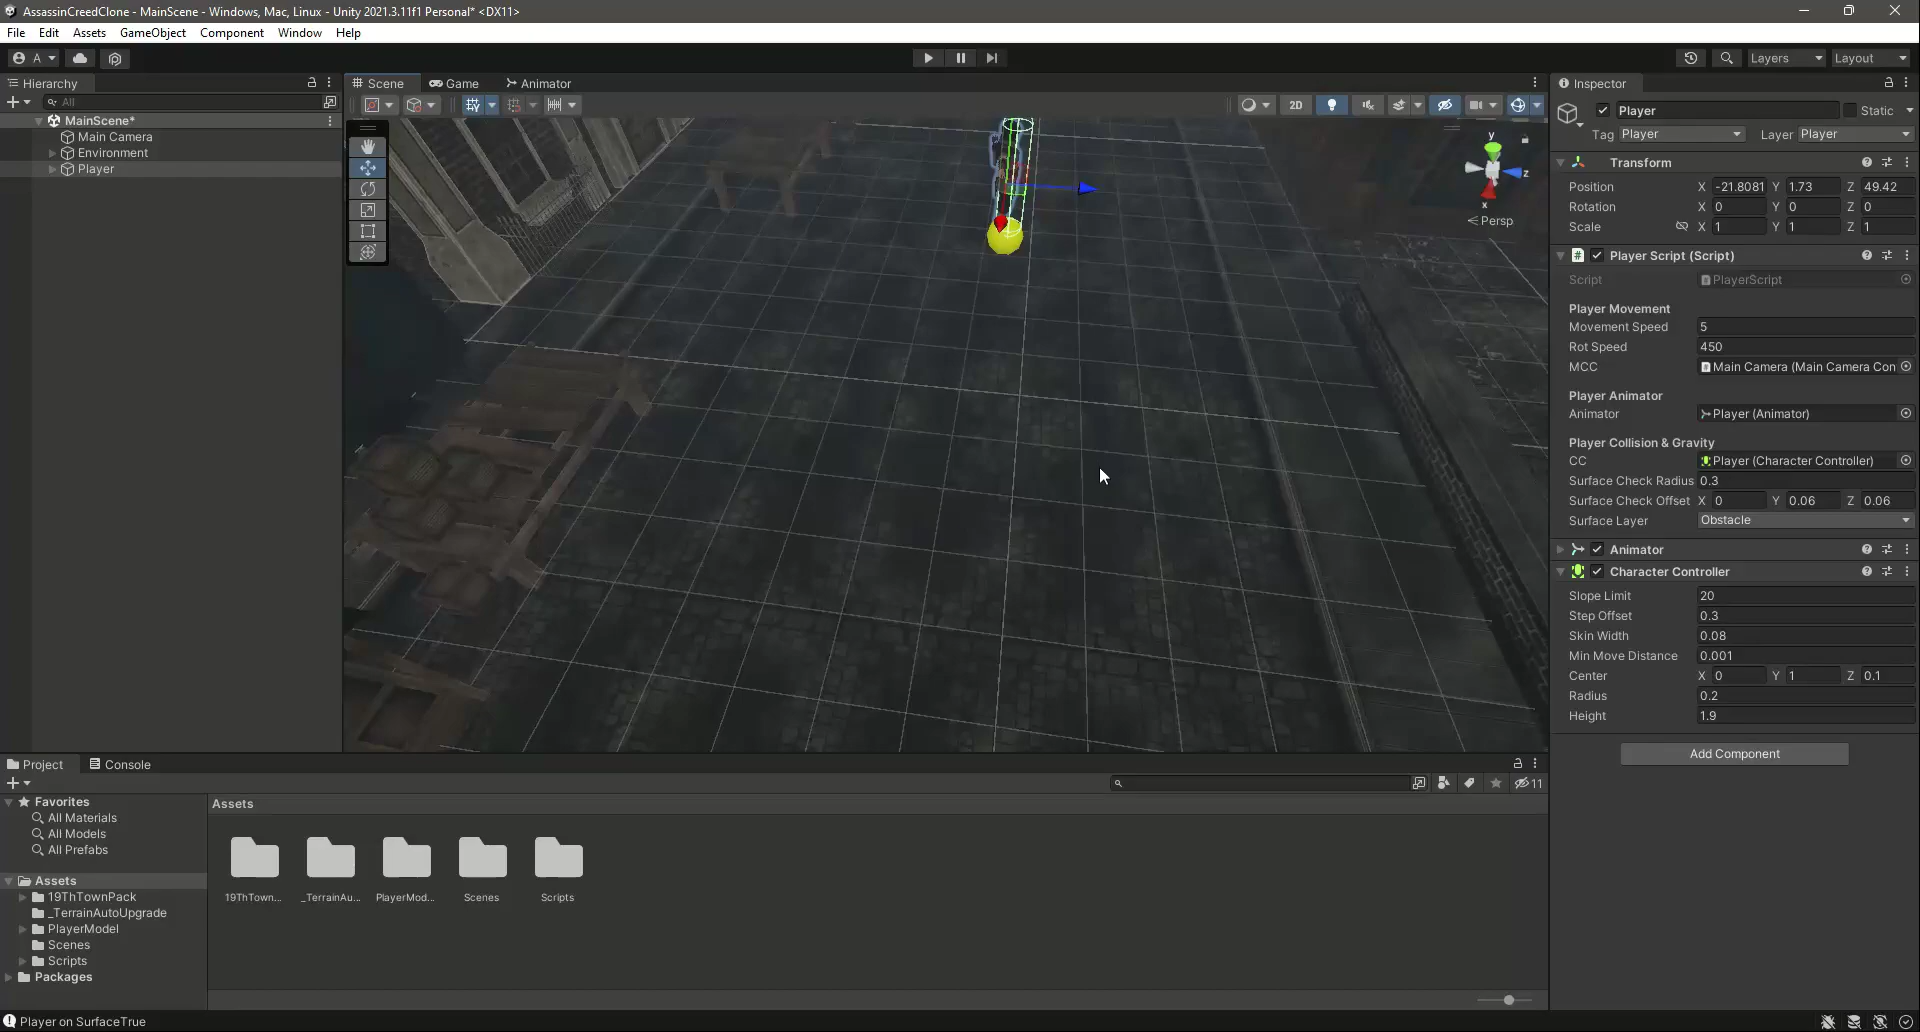 AssassinCreedClone - MainScene - Windows, Mac, Linux - Unity 2021.3.11f1 Personal* <DX11>
File Edit Assets GameObject Component Window Help
A
Layers
Layout
Hierarchy
All
MainScene*
Main Camera
Environment
Player
Scene Game Animator
2D
y
z
x
Persp
Inspector
Player
Static
Tag Player Layer Player
Transform
Position X -21.8081 Y 1.73 Z 49.42
Rotation X 0 Y 0 Z 0
Scale X 1 Y 1 Z 1
Player Script (Script)
Script PlayerScript
Player Movement
Movement Speed 5
Rot Speed 450
MCC Main Camera (Main Camera Con
Player Animator
Animator Player (Animator)
Player Collision & Gravity
CC Player (Character Controller)
Surface Check Radius 0.3
Surface Check Offset X 0 Y 0.06 Z 0.06
Surface Layer Obstacle
Animator
Character Controller
Slope Limit 20
Step Offset 0.3
Skin Width 0.08
Min Move Distance 0.001
Center X 0 Y 1 Z 0.1
Radius 0.2
Height 1.9
Add Component
Project Console
11
Favorites
All Materials
All Models
All Prefabs
Assets
19ThTownPack
_TerrainAutoUpgrade
PlayerModel
Scenes
Scripts
Packages
Assets
19ThTown... _TerrainAu... PlayerMod... Scenes Scripts
Player on SurfaceTrue